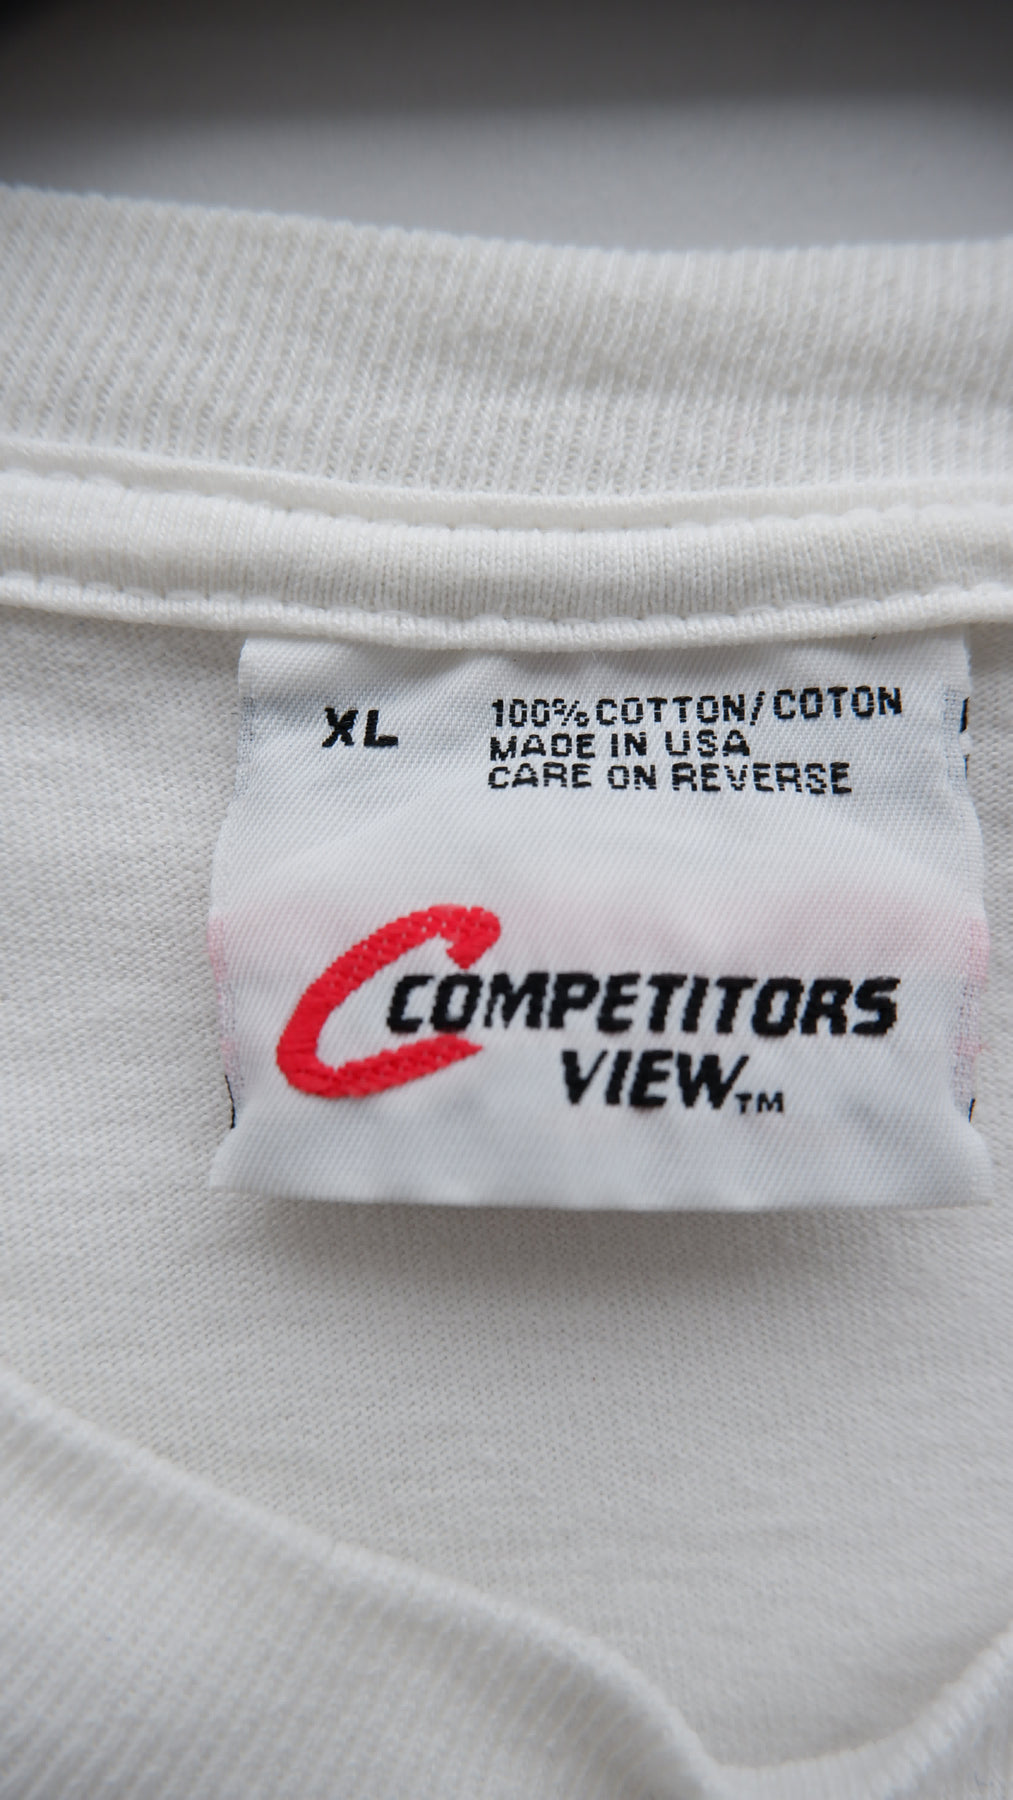 XL
100% COTTON/COTON
MADE IN USA
CARE ON REVERSE
C COMPETITORS
VIEW™